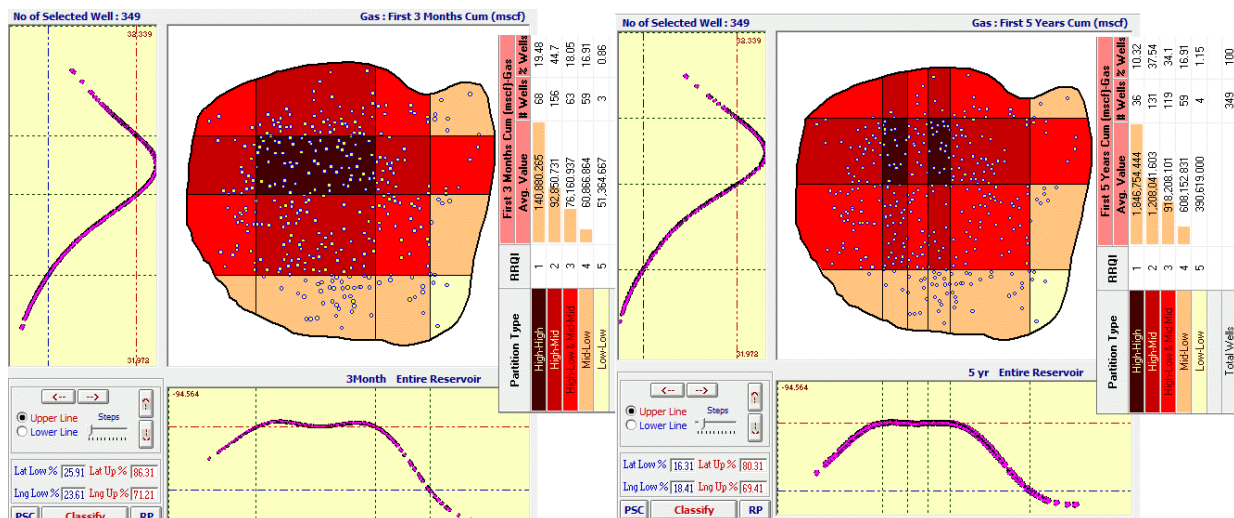 No of Selected Well : 349
Gas : First 3 Months Cum (mscf)
32.339
31.972
Partition Type
RRQI
First 3 Months Cum (mscf)-Gas
Avg. Value
# Wells
% Wells
High-High
1
140,880.265
68
19.48
High-Mid
2
92,850.731
156
44.7
High-Low & Mid-Mid
3
76,160.937
63
18.05
Mid-Low
4
60,866.864
59
16.91
Low-Low
5
51,364.667
3
0.86
<--
-->
Upper Line
Lower Line
Steps
Lat Low %
25.91
Lat Up %
86.31
Lng Low %
23.61
Lng Up %
71.21
PSC
Classify
RP
3Month Entire Reservoir
-94.564
No of Selected Well : 349
Gas : First 5 Years Cum (mscf)
32.339
31.972
Partition Type
RRQI
First 5 Years Cum (mscf)-Gas
Avg. Value
# Wells
% Wells
High-High
1
1,846,754.444
36
10.32
High-Mid
2
1,208,041.603
131
37.54
High-Low & Mid-Mid
3
918,208.101
119
34.1
Mid-Low
4
608,152.831
59
16.91
Low-Low
5
390,619.000
4
1.15
Total Wells
349
100
<--
-->
Upper Line
Lower Line
Steps
Lat Low %
16.31
Lat Up %
80.31
Lng Low %
18.41
Lng Up %
69.41
PSC
Classify
RP
5 yr Entire Reservoir
-94.564